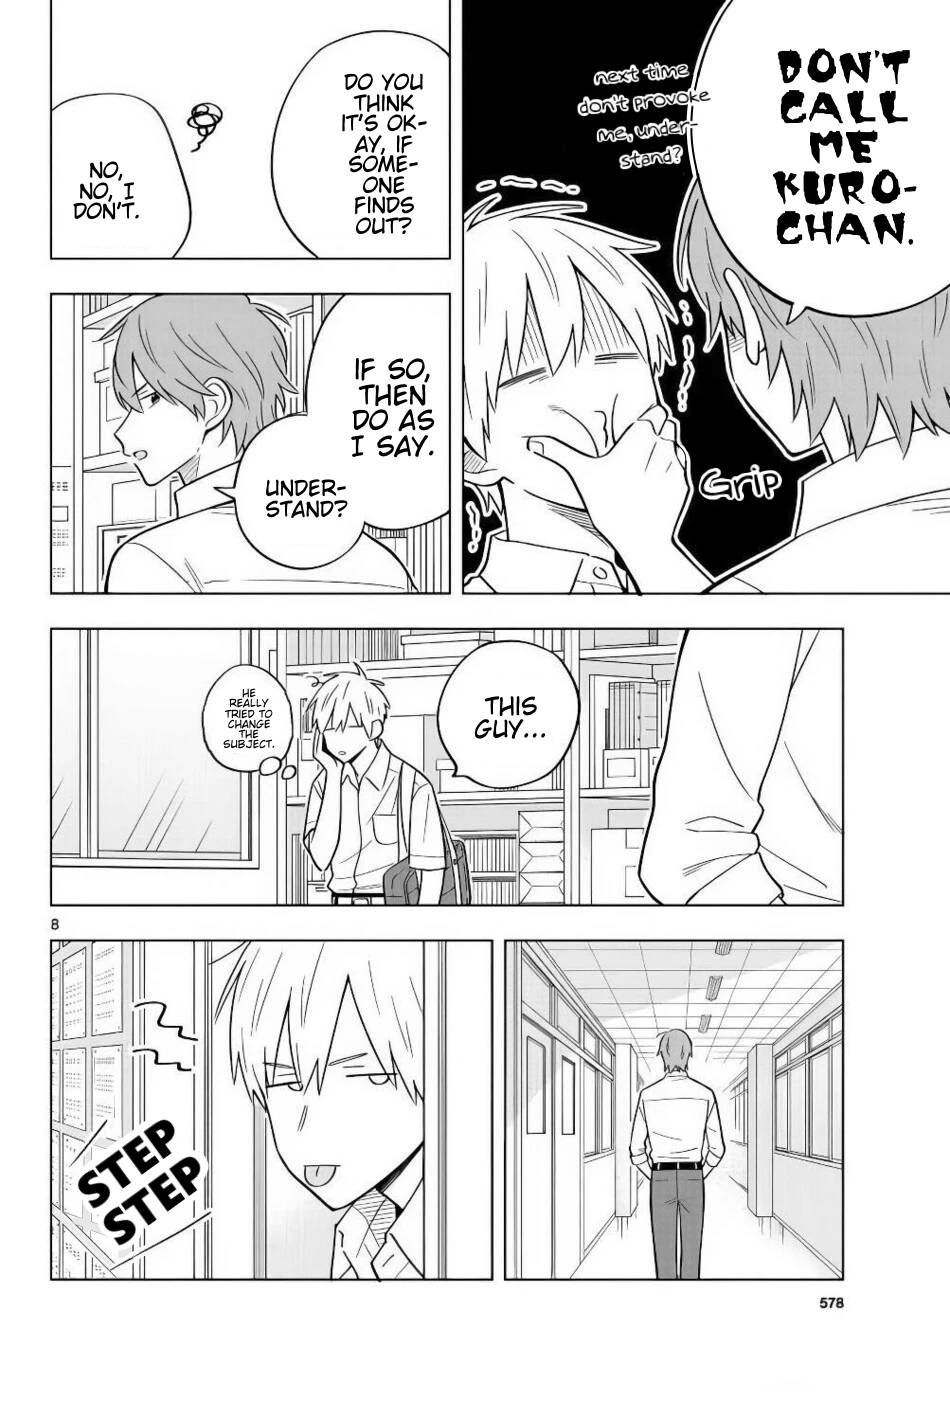 DON'T
CALL
ME
KURO-
CHAN.
next time
don't provoke
me, under-
stand?
Grip
DO YOU
THINK
IT'S OK-
AY, IF
SOME-
ONE
FINDS
OUT?
NO,
NO, I
DON'T.
IF SO,
THEN
DO AS
I SAY.
UNDER-
STAND?
THIS
GUY...
HE
REALLY
TRIED TO
CHANGE
THE
SUBJECT.
8
STEP
STEP
578